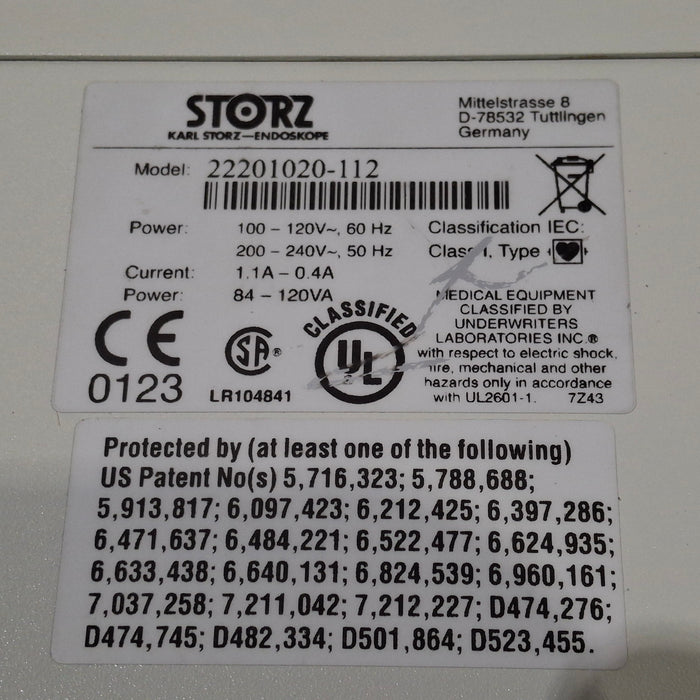 STORZ
KARL STORZ—ENDOSKOPE
Mittelstrasse 8
D-78532 Tuttlingen
Germany
Model: 22201020-112
Power: 100 – 120V~, 60 Hz
200 – 240V~, 50 Hz
Current: 1.1A – 0.4A
Power: 84 – 120VA
Classification IEC:
Class I, Type
CE
0123
SA®
LR104841
CLASSIFIED
UL
MEDICAL EQUIPMENT
CLASSIFIED BY
UNDERWRITERS
LABORATORIES INC.®
with respect to electric shock,
fire, mechanical and other
hazards only in accordance
with UL2601-1. 7Z43
Protected by (at least one of the following)
US Patent No(s) 5,716,323; 5,788,688;
5,913,817; 6,097,423; 6,212,425; 6,397,286;
6,471,637; 6,484,221; 6,522,477; 6,624,935;
6,633,438; 6,640,131; 6,824,539; 6,960,161;
7,037,258; 7,211,042; 7,212,227; D474,276;
D474,745; D482,334; D501,864; D523,455.